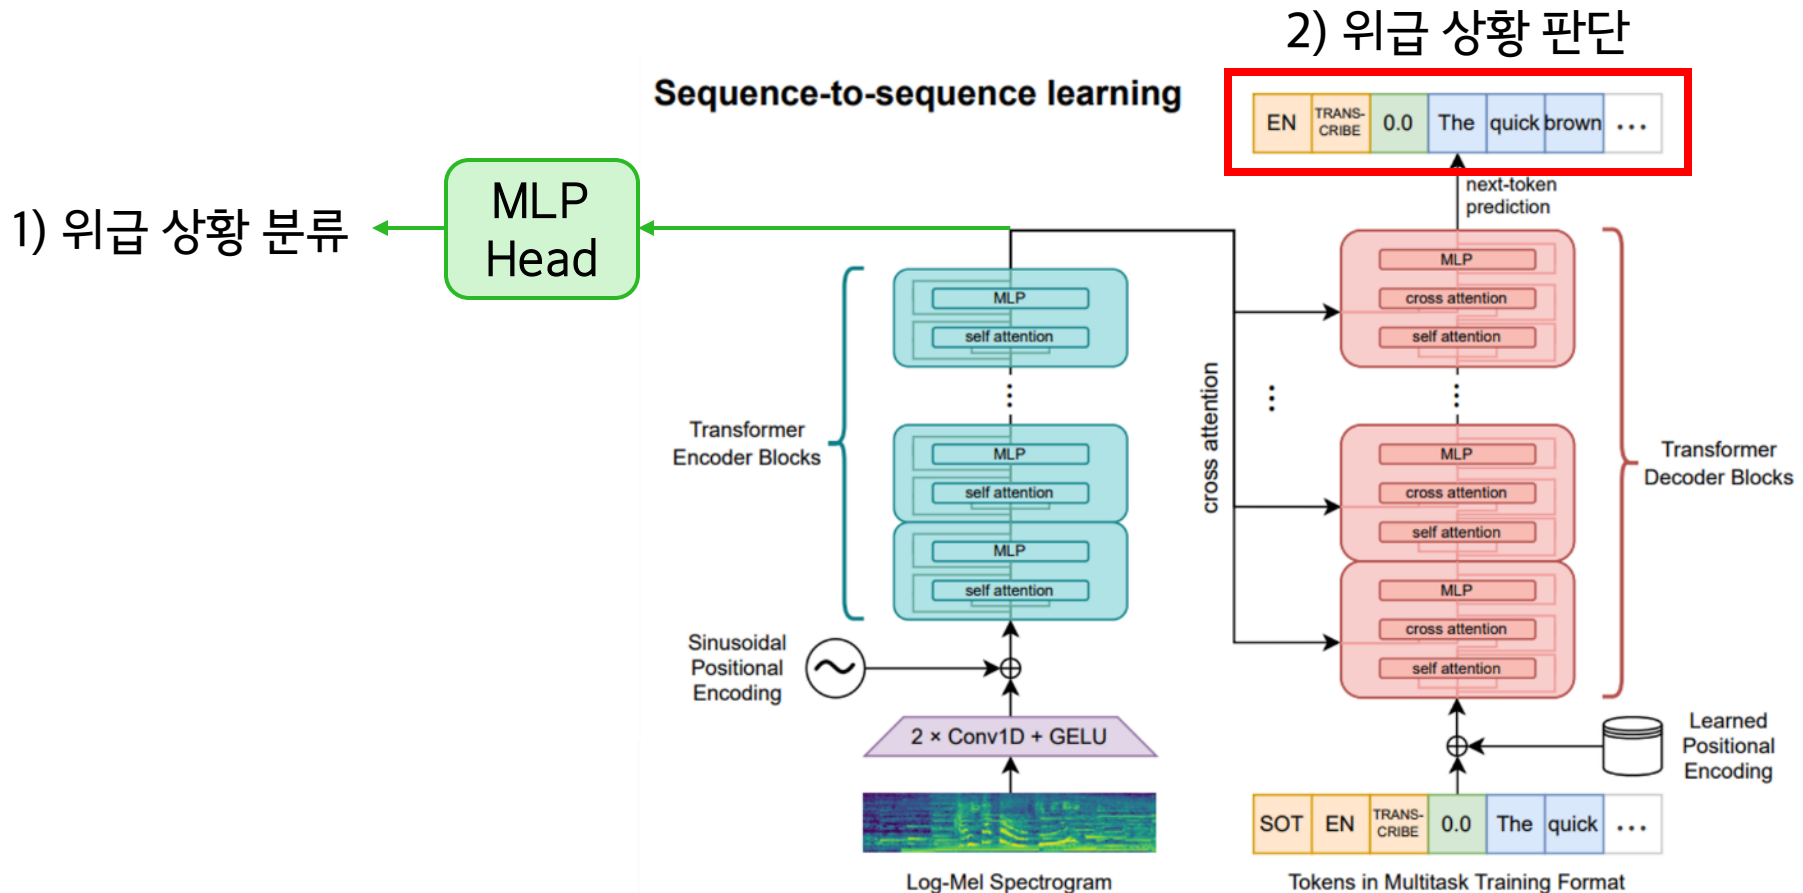 2) 위급 상황 판단
Sequence-to-sequence learning
EN TRANS-CRIBE 0.0 The quick brown ...
next-token
prediction
1) 위급 상황 분류
MLP
Head
MLP
self attention
MLP
self attention
MLP
self attention
Transformer
Encoder Blocks
cross attention
MLP
cross attention
self attention
MLP
cross attention
self attention
MLP
cross attention
self attention
Transformer
Decoder Blocks
Sinusoidal
Positional
Encoding
2 × Conv1D + GELU
Log-Mel Spectrogram
Learned
Positional
Encoding
SOT EN TRANS-CRIBE 0.0 The quick ...
Tokens in Multitask Training Format